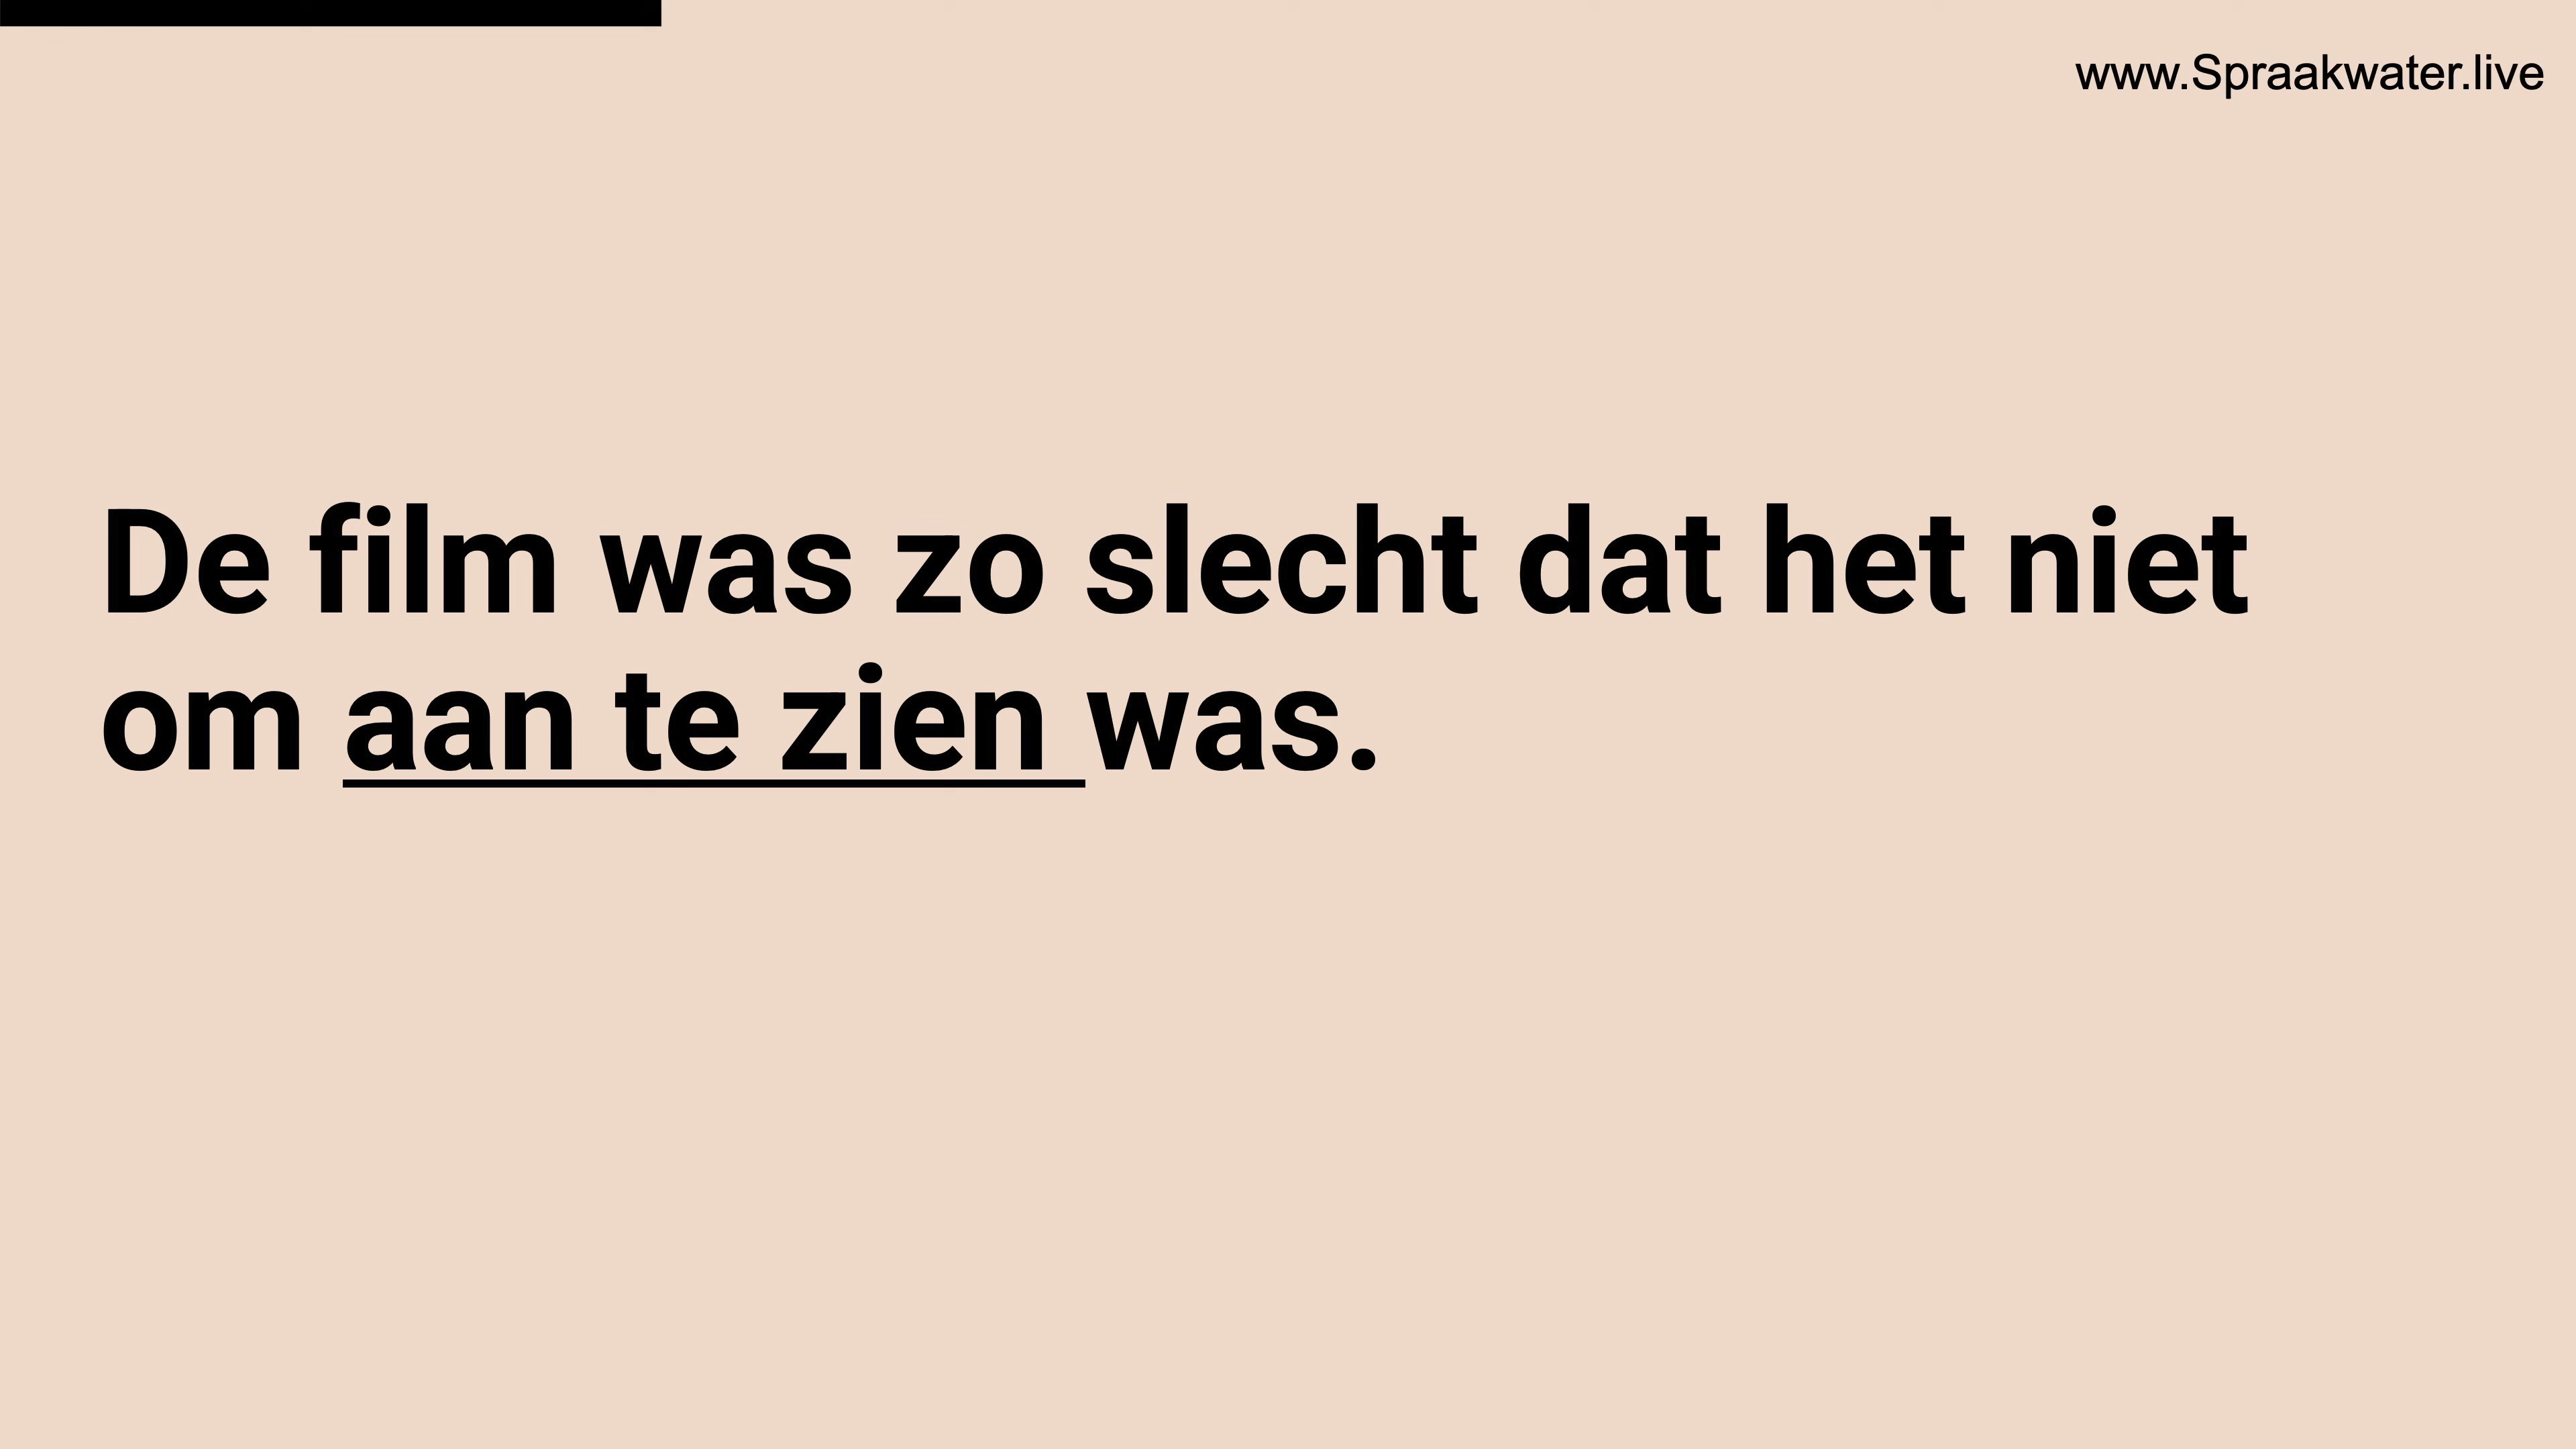 www.Spraakwater.live
De film was zo slecht dat het niet
om aan te zien was.